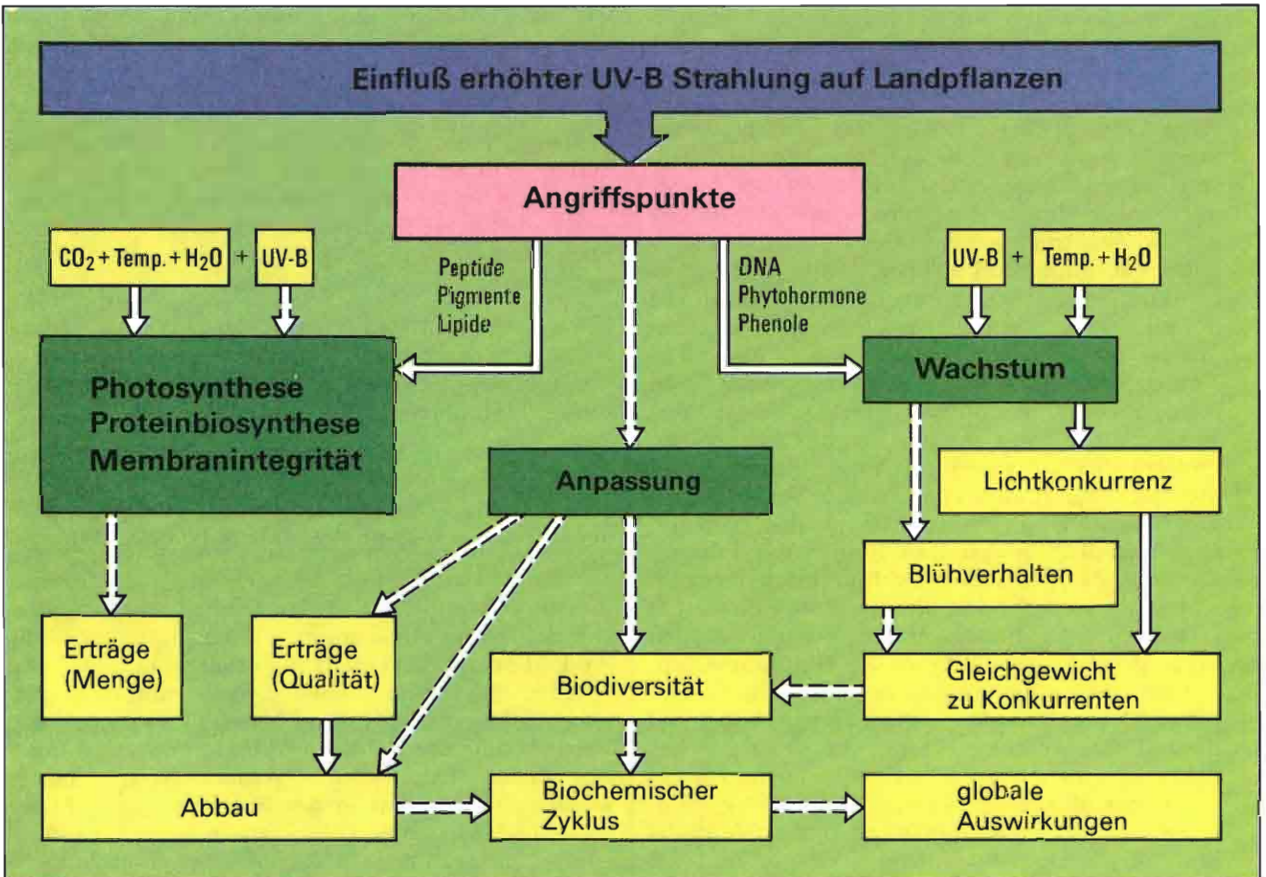 Einfluß erhöhter UV-B Strahlung auf Landpflanzen
Angriffspunkte
CO₂ + Temp. + H₂O + UV-B
Peptide
Pigmente
Lipide
DNA
Phytohormone
Phenole
UV-B + Temp. + H₂O
Photosynthese
Proteinbiosynthese
Membranintegrität
Wachstum
Anpassung
Lichtkonkurrenz
Blühverhalten
Erträge
(Menge)
Erträge
(Qualität)
Biodiversität
Gleichgewicht
zu Konkurrenten
Abbau
Biochemischer
Zyklus
globale
Auswirkungen